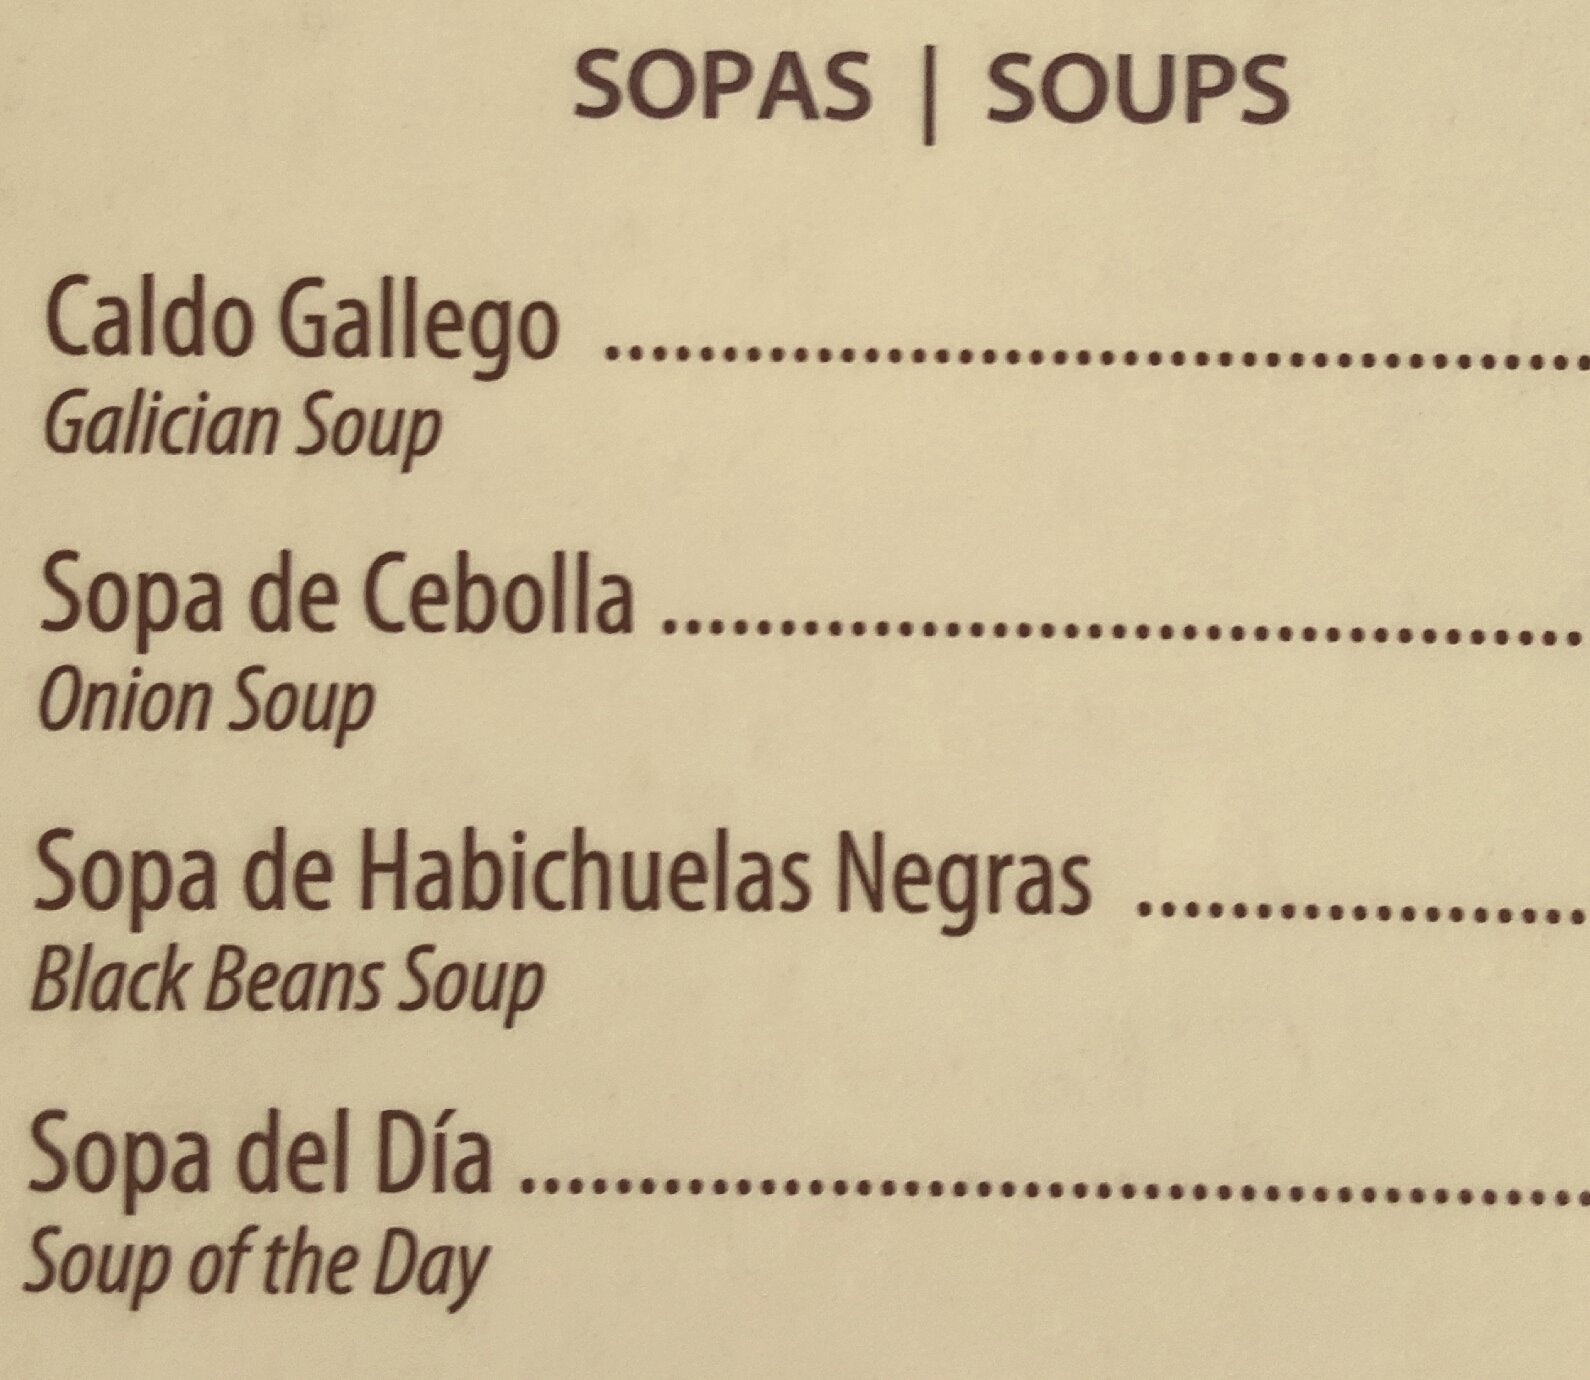 SOPAS | SOUPS
Caldo Gallego ..........................................
Galician Soup
Sopa de Cebolla .......................................
Onion Soup
Sopa de Habichuelas Negras ...................
Black Beans Soup
Sopa del Día .............................................
Soup of the Day